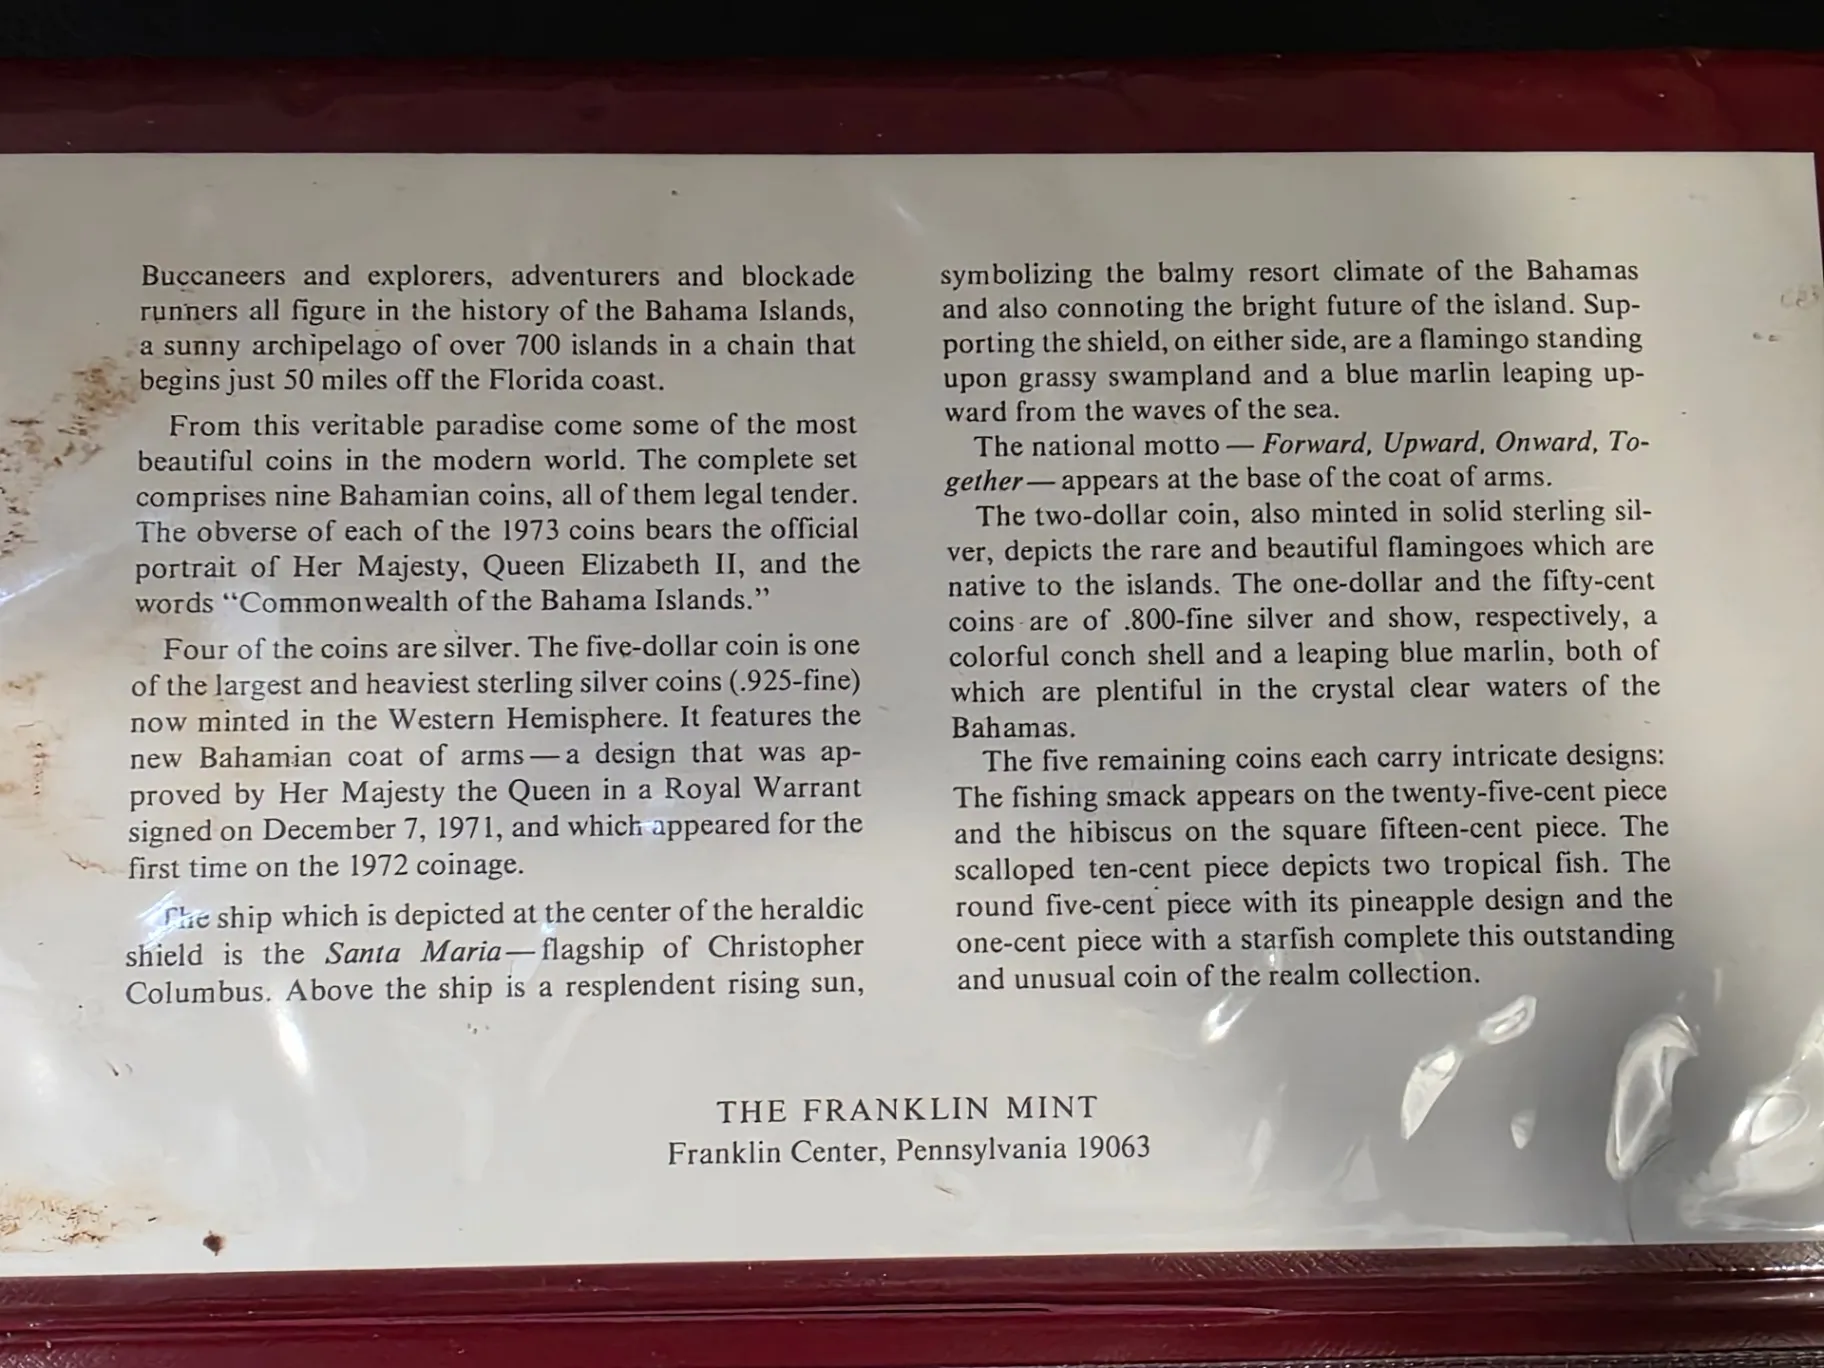 Buccaneers and explorers, adventurers and blockade
runners all figure in the history of the Bahama Islands,
a sunny archipelago of over 700 islands in a chain that
begins just 50 miles off the Florida coast.
From this veritable paradise come some of the most
beautiful coins in the modern world. The complete set
comprises nine Bahamian coins, all of them legal tender.
The obverse of each of the 1973 coins bears the official
portrait of Her Majesty, Queen Elizabeth II, and the
words “Commonwealth of the Bahama Islands.”
Four of the coins are silver. The five-dollar coin is one
of the largest and heaviest sterling silver coins (.925-fine)
now minted in the Western Hemisphere. It features the
new Bahamian coat of arms — a design that was ap-
proved by Her Majesty the Queen in a Royal Warrant
signed on December 7, 1971, and which appeared for the
first time on the 1972 coinage.
The ship which is depicted at the center of the heraldic
shield is the Santa Maria — flagship of Christopher
Columbus. Above the ship is a resplendent rising sun,
symbolizing the balmy resort climate of the Bahamas
and also connoting the bright future of the island. Sup-
porting the shield, on either side, are a flamingo standing
upon grassy swampland and a blue marlin leaping up-
ward from the waves of the sea.
The national motto — Forward, Upward, Onward, To-
gether — appears at the base of the coat of arms.
The two-dollar coin, also minted in solid sterling sil-
ver, depicts the rare and beautiful flamingoes which are
native to the islands. The one-dollar and the fifty-cent
coins are of .800-fine silver and show, respectively, a
colorful conch shell and a leaping blue marlin, both of
which are plentiful in the crystal clear waters of the
Bahamas.
The five remaining coins each carry intricate designs:
The fishing smack appears on the twenty-five-cent piece
and the hibiscus on the square fifteen-cent piece. The
scalloped ten-cent piece depicts two tropical fish. The
round five-cent piece with its pineapple design and the
one-cent piece with a starfish complete this outstanding
and unusual coin of the realm collection.
THE FRANKLIN MINT
Franklin Center, Pennsylvania 19063